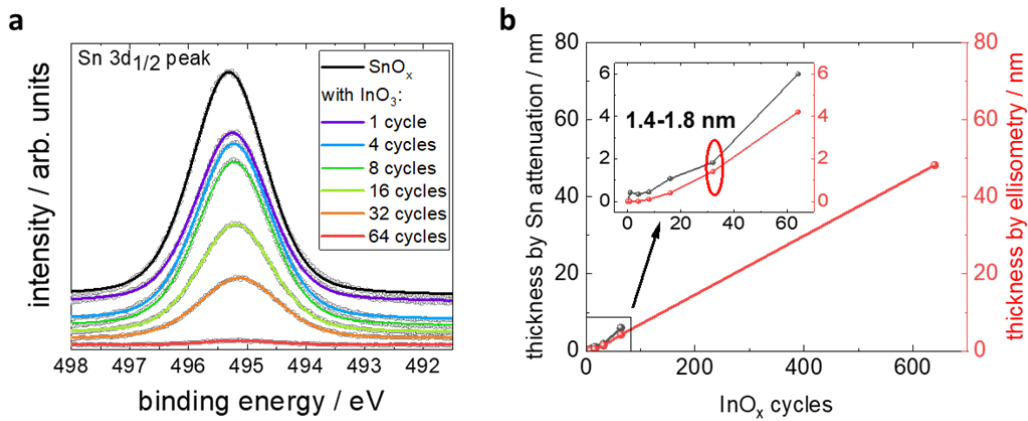 a
Sn 3d1/2 peak
SnOx
with InO3:
1 cycle
4 cycles
8 cycles
16 cycles
32 cycles
64 cycles
intensity / arb. units
498 497 496 495 494 493 492
binding energy / eV
b
thickness by Sn attenuation / nm
80
60
40
20
0
6
4
2
0
1.4-1.8 nm
6
4
2
0
0 20 40 60
80
60
40
20
0
thickness by ellisometry / nm
0 200 400 600
InOx cycles